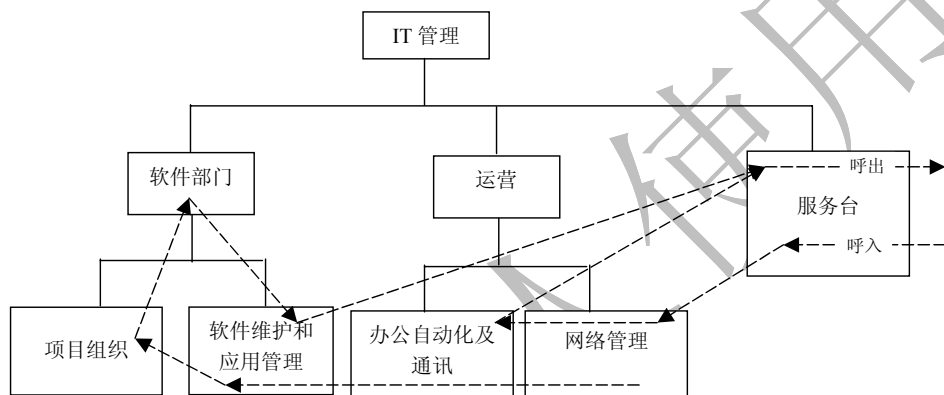 IT 管理
软件部门
运营
呼出
服务台
呼入
项目组织
软件维护和
应用管理
办公自动化及
通讯
网络管理
使用